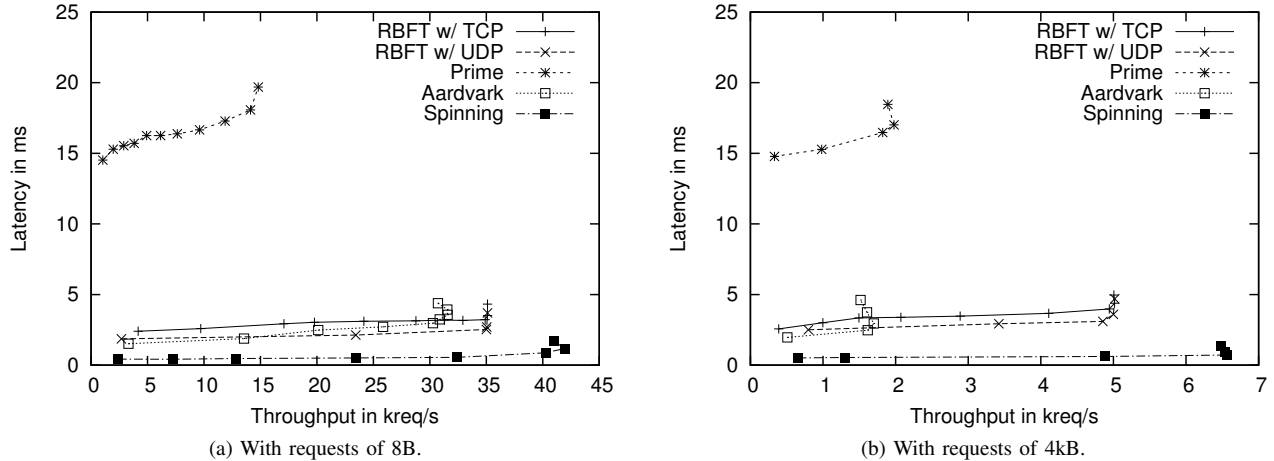 25
20
15
10
5
0
Latency in ms
0 5 10 15 20 25 30 35 40 45
Throughput in kreq/s
RBFT w/ TCP
RBFT w/ UDP
Prime
Aardvark
Spinning
(a) With requests of 8B.
25
20
15
10
5
0
Latency in ms
0 1 2 3 4 5 6 7
Throughput in kreq/s
RBFT w/ TCP
RBFT w/ UDP
Prime
Aardvark
Spinning
(b) With requests of 4kB.